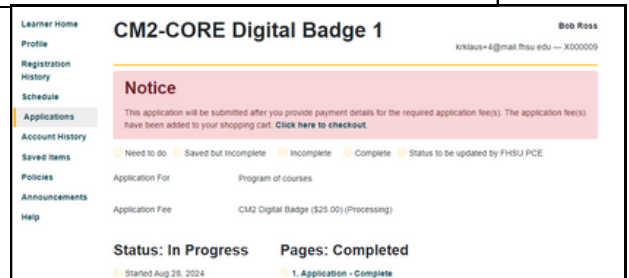 Learner Home
Profile
Registration
History
Schedule
Applications
Account History
Saved Items
Policies
Announcements
Help
CM2-CORE Digital Badge 1
Bob Ross
krklaus+4@mail.fhsu.edu — X000009
Notice
This application will be submitted after you provide payment details for the required application fee(s). The application fee(s)
have been added to your shopping cart. Click here to checkout.
Need to do Saved but Incomplete Incomplete Complete Status to be updated by FHSU PCE
Application For Program of courses
Application Fee CM2 Digital Badge ($25.00) (Processing)
Status: In Progress Pages: Completed
Started Aug 28, 2024 1. Application - Complete